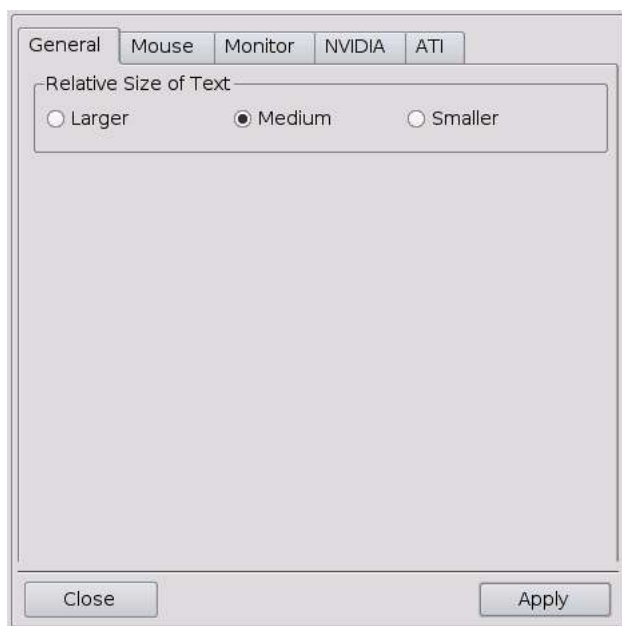 General Mouse Monitor NVIDIA ATI
Relative Size of Text
Larger Medium Smaller
Close Apply